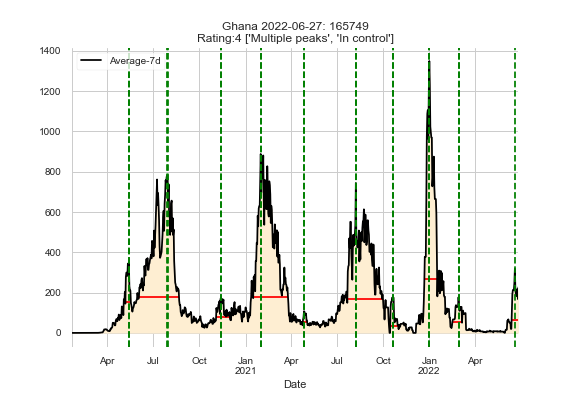 Ghana 2022-06-27: 165749
Rating:4 ['Multiple peaks', 'In control']
1400
Average-7d
1200
1000
800
600
400
200
0
Apr Jul Oct Jan Apr Jul Oct Jan Apr
2021 2022
Date